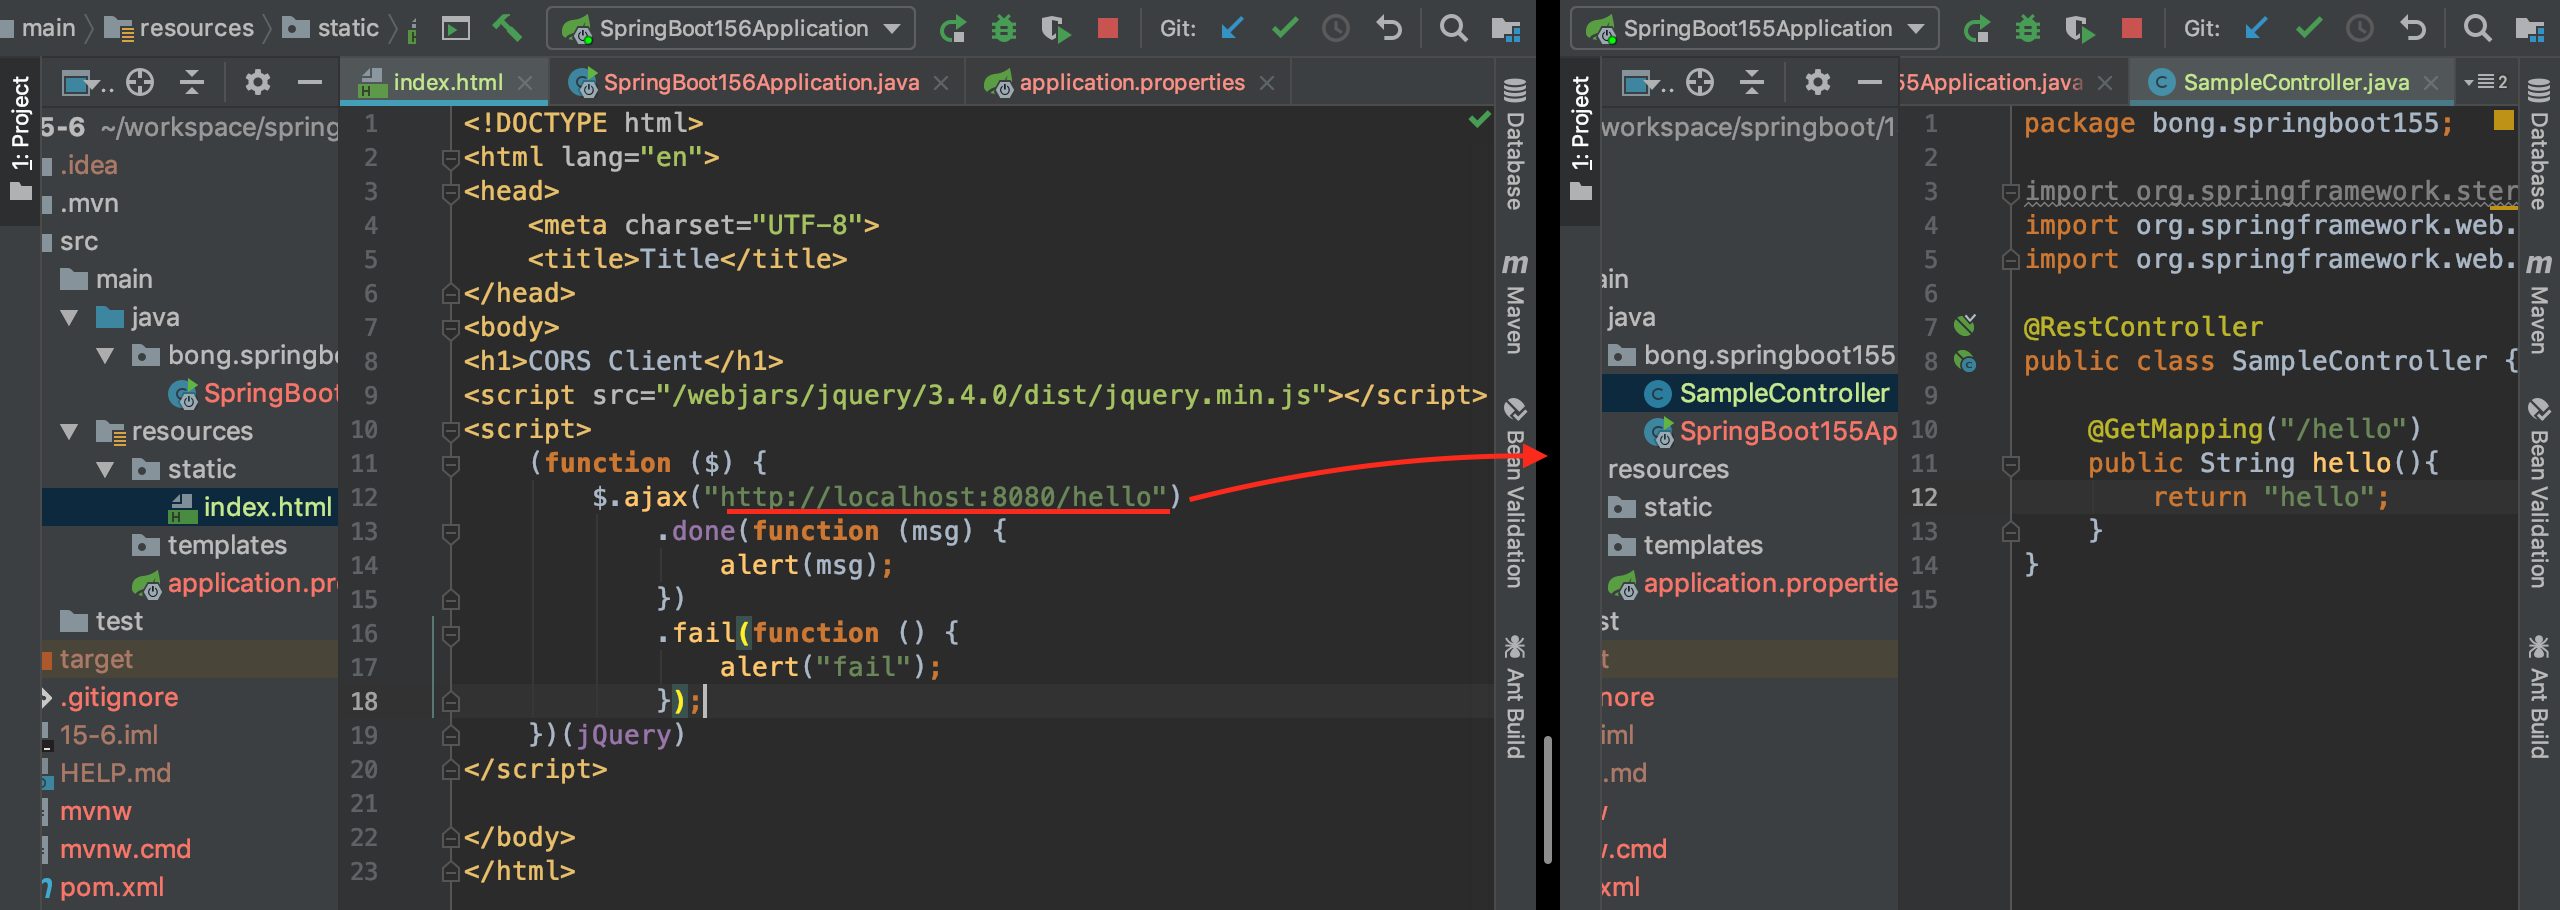 main
resources
static
SpringBoot156Application
Git:
1: Project
15-6 ~/workspace/spring
.idea
.mvn
src
main
java
bong.springb
SpringBoot
resources
static
index.html
templates
application.pr
test
target
.gitignore
15-6.iml
HELP.md
mvnw
mvnw.cmd
pom.xml
index.html
SpringBoot156Application.java
application.properties
1 <!DOCTYPE html>
2 <html lang="en">
3 <head>
4 <meta charset="UTF-8">
5 <title>Title</title>
6 </head>
7 <body>
8 <h1>CORS Client</h1>
9 <script src="/webjars/jquery/3.4.0/dist/jquery.min.js"></script>
10 <script>
11 (function ($) {
12 $.ajax("http://localhost:8080/hello")
13 .done(function (msg) {
14 alert(msg);
15 })
16 .fail(function () {
17 alert("fail");
18 });
19 })(jQuery)
20 </script>
21
22 </body>
23 </html>
Database
Maven
Bean Validation
Ant Build
SpringBoot155Application
Git:
1: Project
workspace/springboot/1
ain
java
bong.springboot155
SampleController
SpringBoot155Ap
resources
static
templates
application.propertie
st
t
nore
iml
.md
v
v.cmd
xml
55Application.java
SampleController.java
2
1 package bong.springboot155;
2
3 import org.springframework.ster
4 import org.springframework.web.
5 import org.springframework.web.
6
7 @RestController
8 public class SampleController {
9
10 @GetMapping("/hello")
11 public String hello(){
12 return "hello";
13 }
14 }
15
Database
Maven
Bean Validation
Ant Build